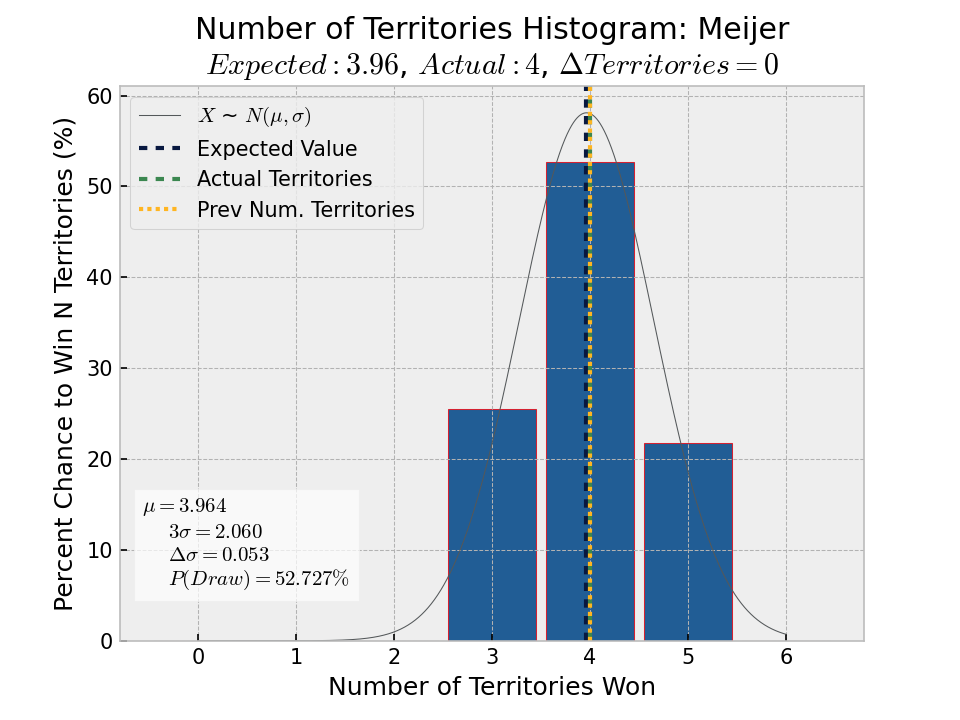 Number of Territories Histogram: Meijer
Expected : 3.96, Actual : 4, ΔTerritories = 0
Percent Chance to Win N Territories (%)
60
50
40
30
20
10
0
X ~ N(μ, σ)
Expected Value
Actual Territories
Prev Num. Territories
μ = 3.964
3σ = 2.060
Δσ = 0.053
P(Draw) = 52.727%
0 1 2 3 4 5 6
Number of Territories Won